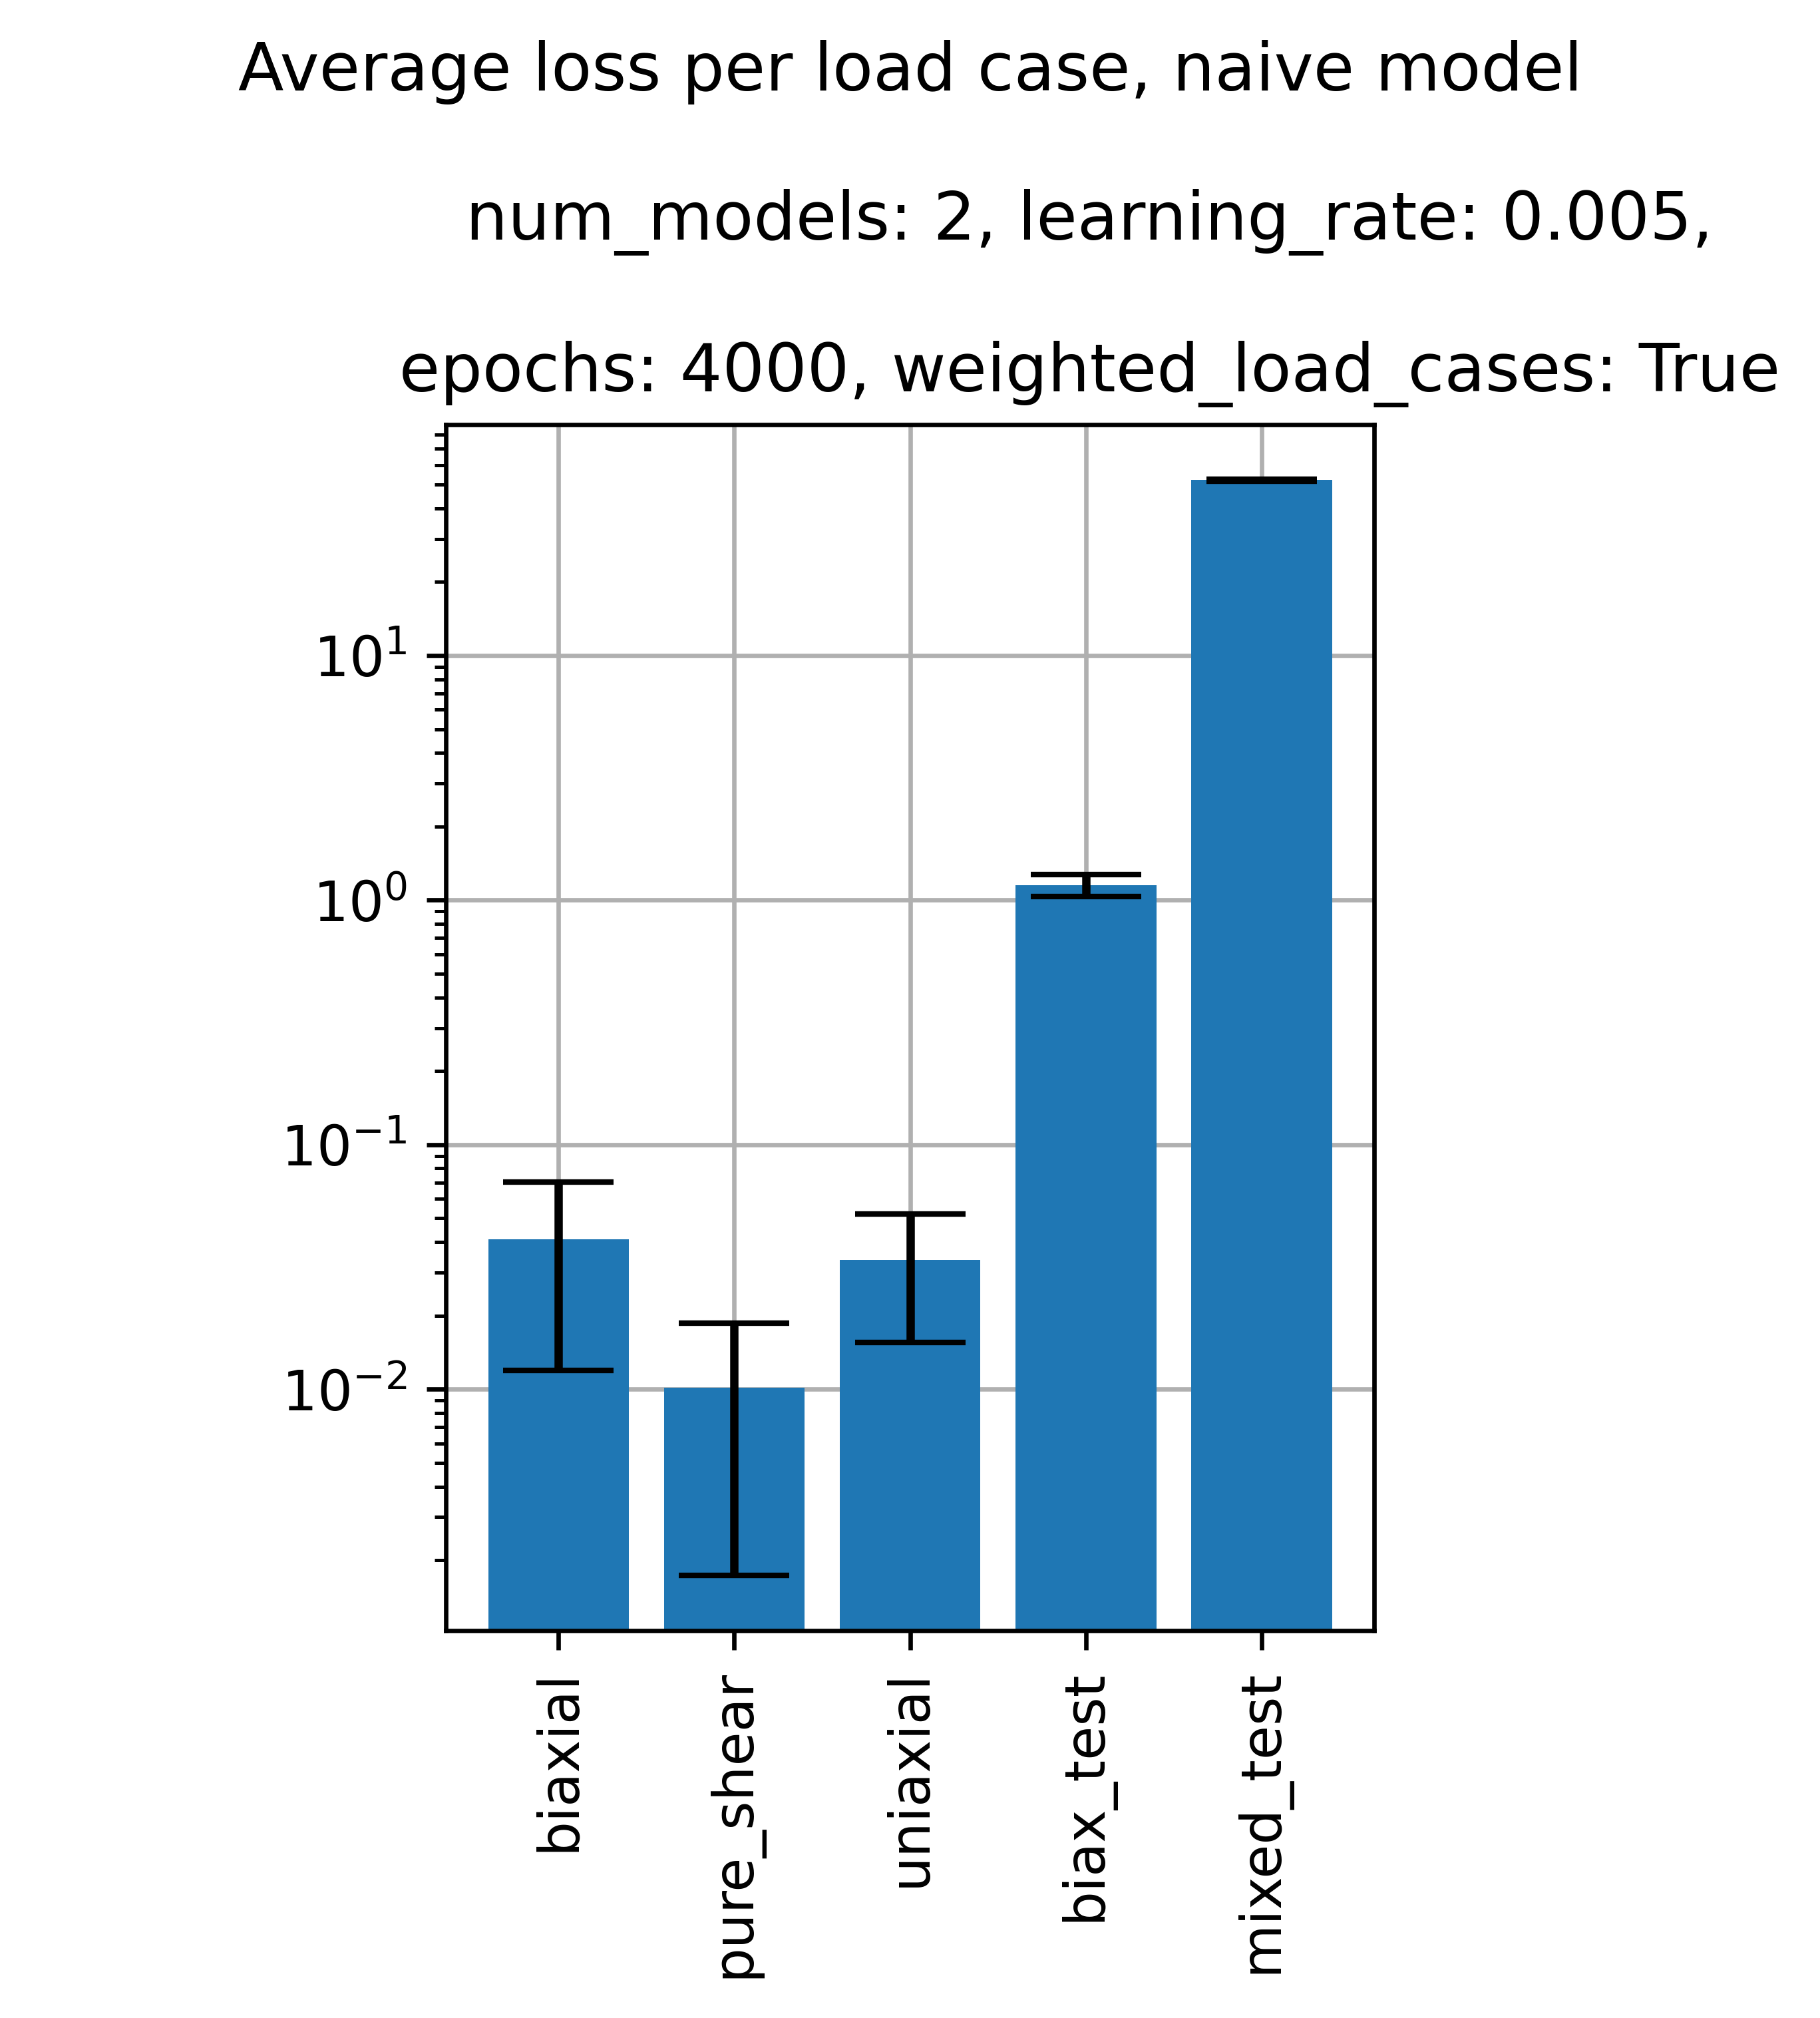 Average loss per load case, naive model
num_models: 2, learning_rate: 0.005,
epochs: 4000, weighted_load_cases: True
10¹
10⁰
10⁻¹
10⁻²
biaxial
pure_shear
uniaxial
biax_test
mixed_test